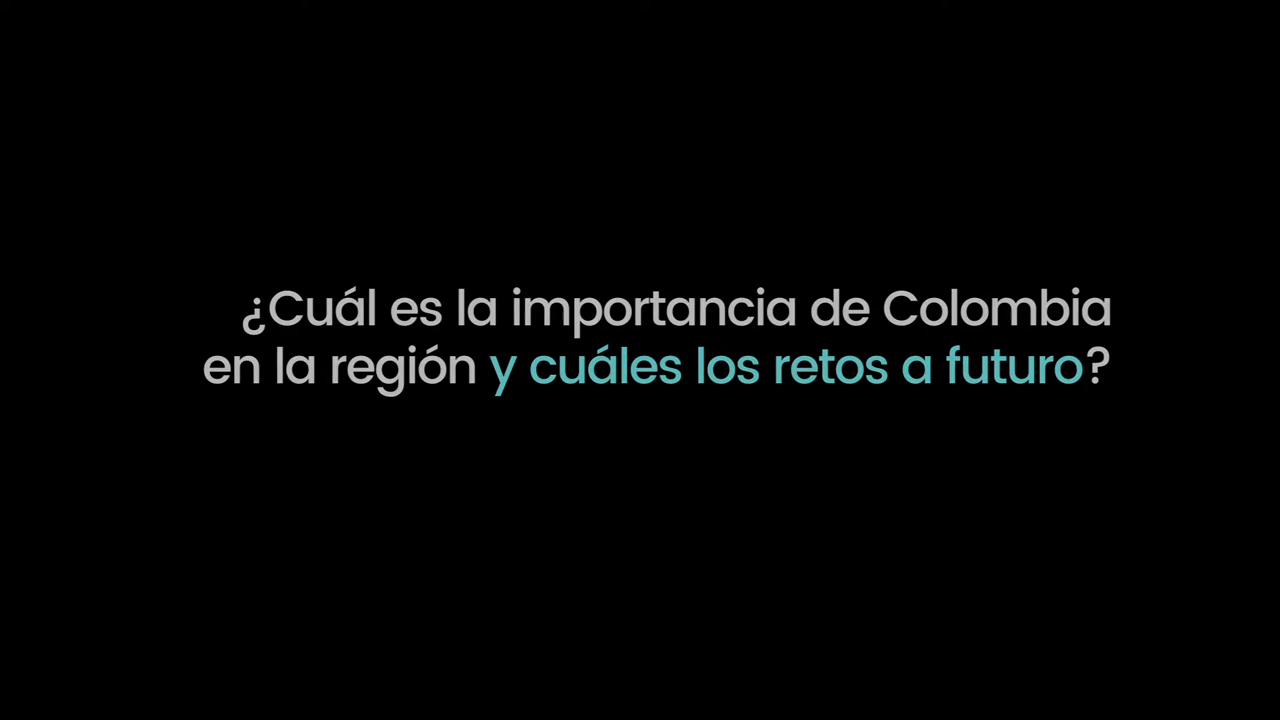 ¿Cuál es la importancia de Colombia
en la región y cuáles los retos a futuro?